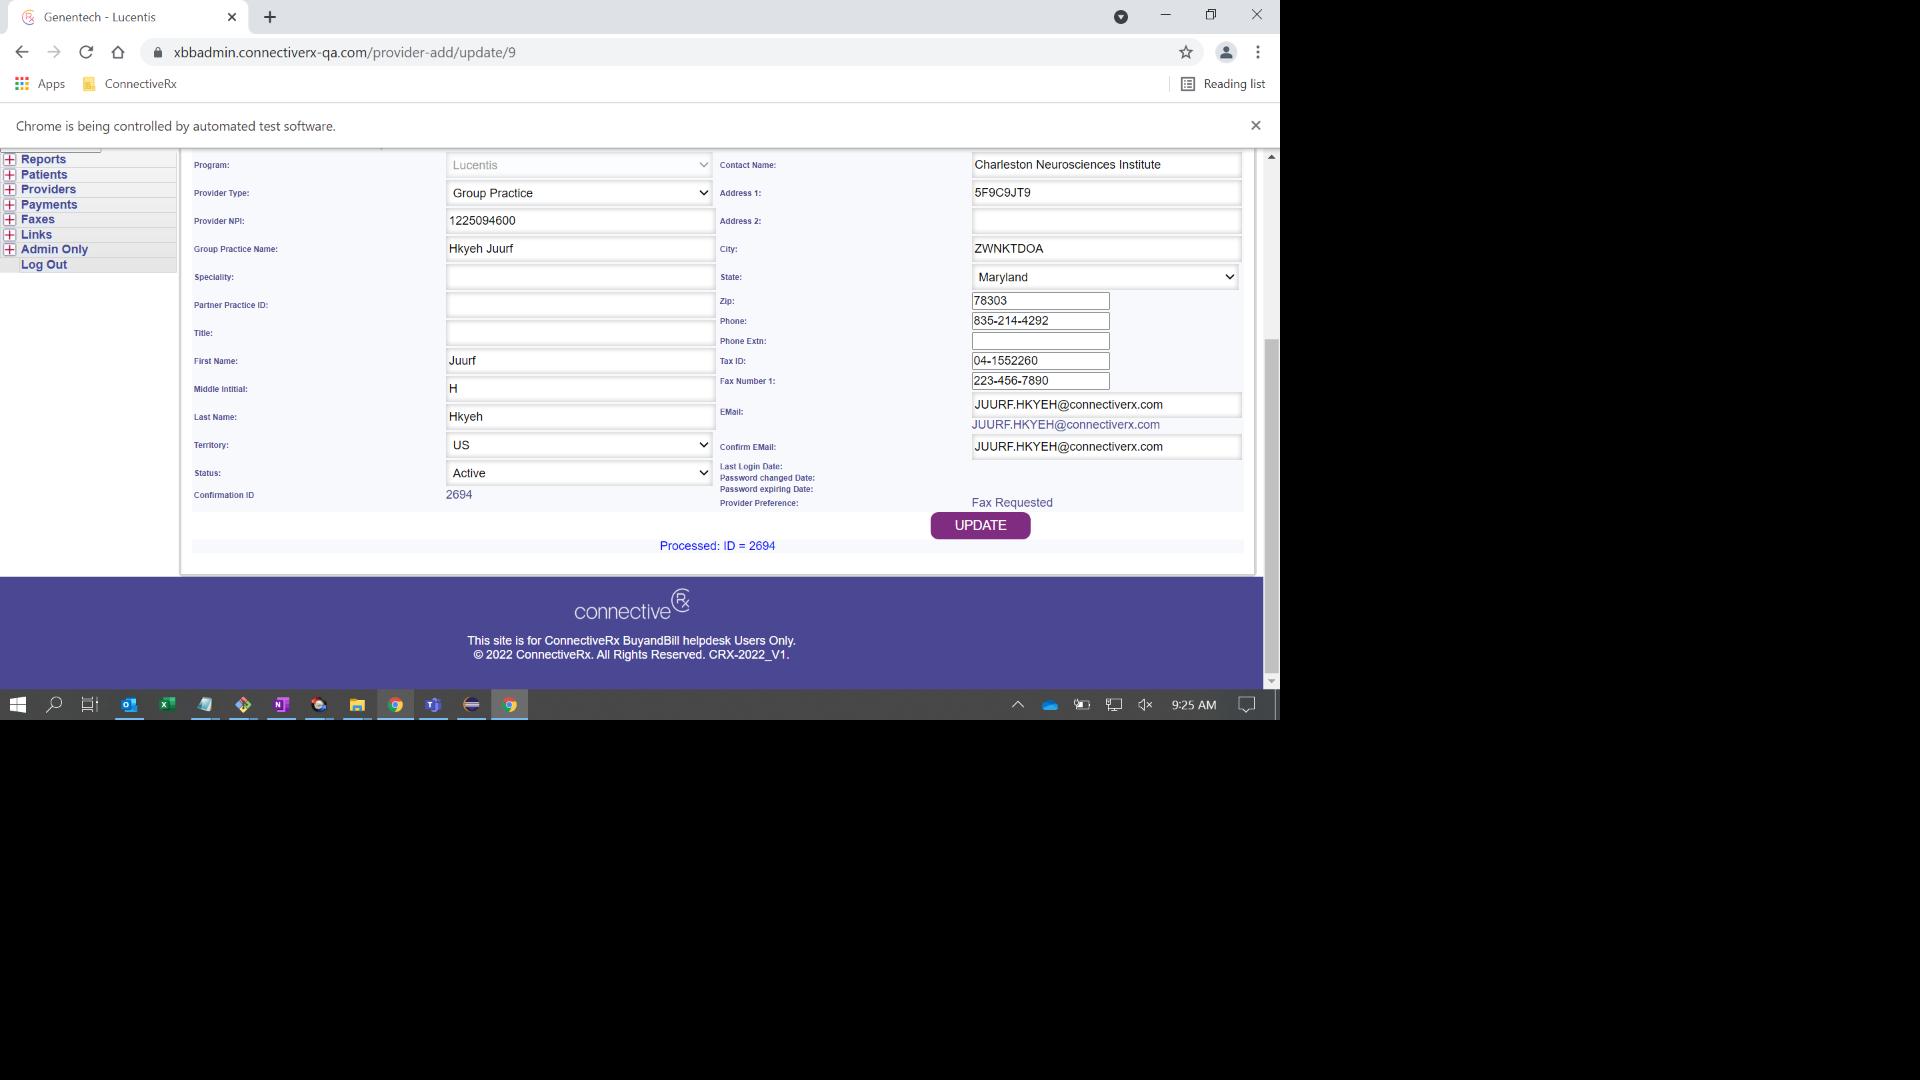 Genentech - Lucentis
xbbadmin.connectiverx-qa.com/provider-add/update/9
Apps ConnectiveRx Reading list
Chrome is being controlled by automated test software.
Reports
Patients
Providers
Payments
Faxes
Links
Admin Only
Log Out
Program: Lucentis Contact Name: Charleston Neurosciences Institute
Provider Type: Group Practice Address 1: 5F9C9JT9
Provider NPI: 1225094600 Address 2:
Group Practice Name: Hkyeh Juurf City: ZWNKTDOA
Speciality: State: Maryland
Partner Practice ID: Zip: 78303
Phone: 835-214-4292
Title: Phone Extn:
First Name: Juurf Tax ID: 04-1552260
Middle Intitial: H Fax Number 1: 223-456-7890
Last Name: Hkyeh EMail: JUURF.HKYEH@connectiverx.com
JUURF.HKYEH@connectiverx.com
Territory: US Confirm EMail: JUURF.HKYEH@connectiverx.com
Status: Active Last Login Date:
Password changed Date:
Password expiring Date:
Confirmation ID 2694 Provider Preference: Fax Requested
UPDATE
Processed: ID = 2694
connectiveRx
This site is for ConnectiveRx BuyandBill helpdesk Users Only.
© 2022 ConnectiveRx. All Rights Reserved. CRX-2022_V1.
9:25 AM